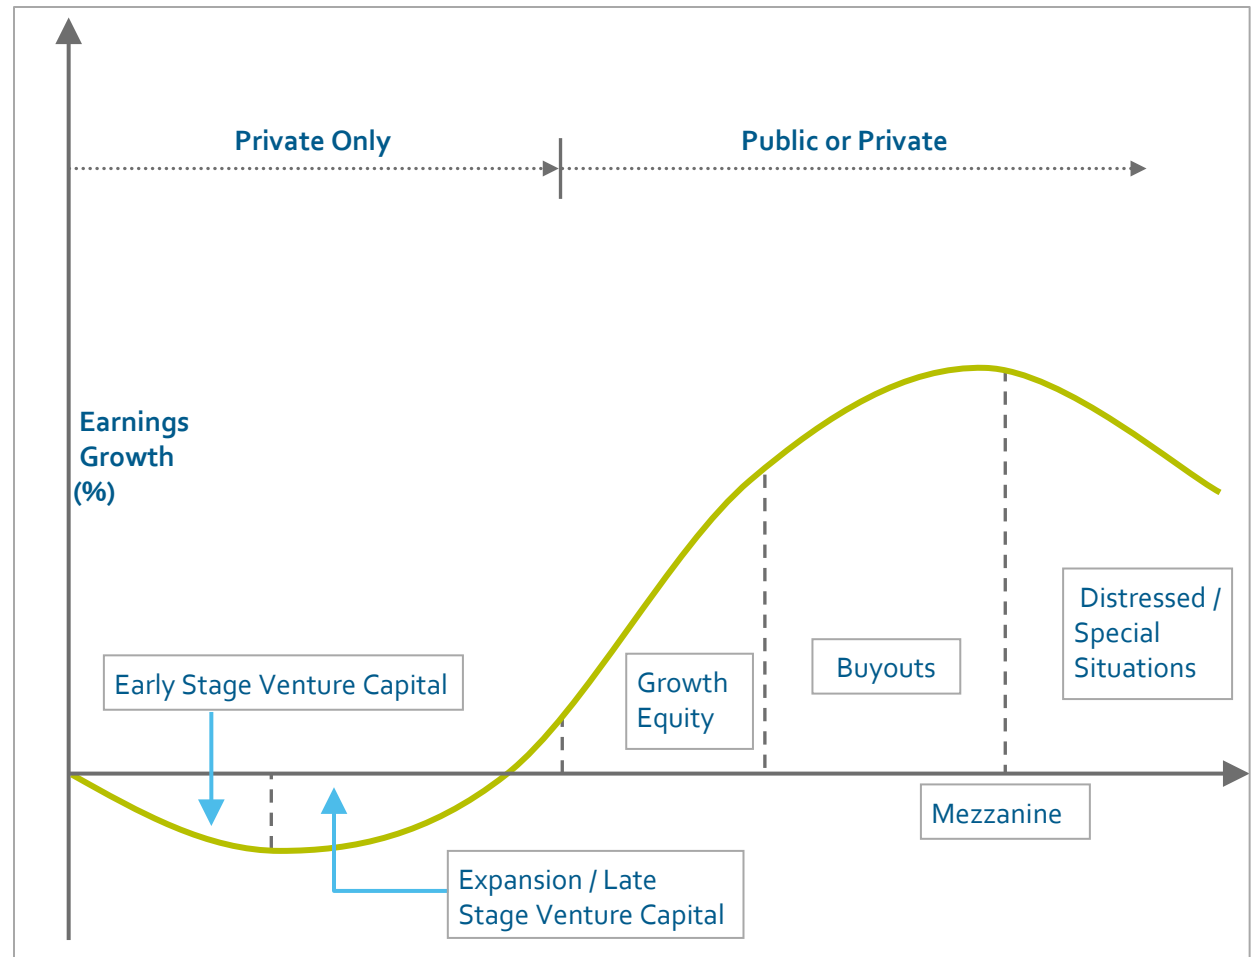 Private Only
Public or Private
Earnings
Growth
(%)
Early Stage Venture Capital
Growth
Equity
Buyouts
Distressed /
Special
Situations
Mezzanine
Expansion / Late
Stage Venture Capital